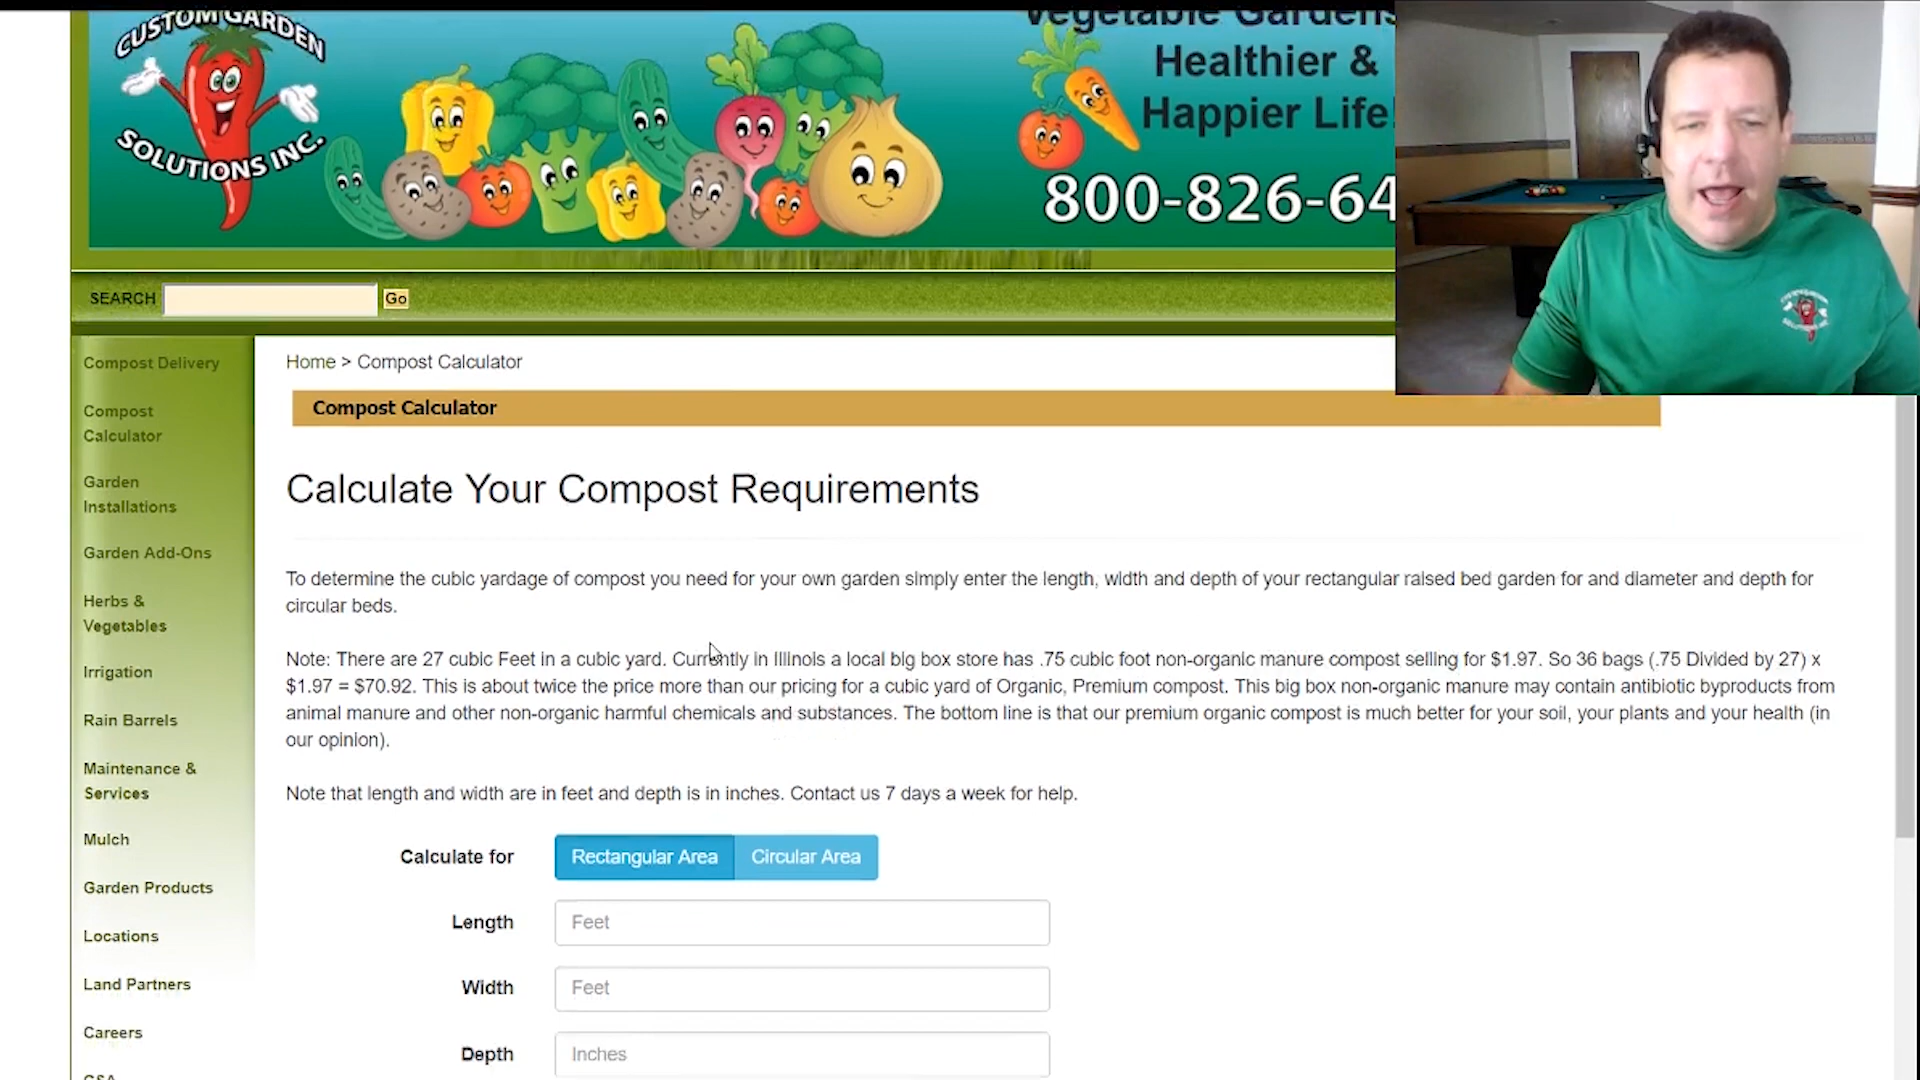 CUSTOM GARDEN
SOLUTIONS INC.
Vegetable Gardens
Healthier &
Happier Life!
800-826-64
SEARCH
Go
Compost Delivery
Compost
Calculator
Garden
Installations
Garden Add-Ons
Herbs &
Vegetables
Irrigation
Rain Barrels
Maintenance &
Services
Mulch
Garden Products
Locations
Land Partners
Careers
CSA
Home > Compost Calculator
Compost Calculator
Calculate Your Compost Requirements
To determine the cubic yardage of compost you need for your own garden simply enter the length, width and depth of your rectangular raised bed garden for and diameter and depth for
circular beds.
Note: There are 27 cubic Feet in a cubic yard. Currently in Illinois a local big box store has .75 cubic foot non-organic manure compost selling for $1.97. So 36 bags (.75 Divided by 27) x
$1.97 = $70.92. This is about twice the price more than our pricing for a cubic yard of Organic, Premium compost. This big box non-organic manure may contain antibiotic byproducts from
animal manure and other non-organic harmful chemicals and substances. The bottom line is that our premium organic compost is much better for your soil, your plants and your health (in
our opinion).
Note that length and width are in feet and depth is in inches. Contact us 7 days a week for help.
Calculate for
Rectangular Area
Circular Area
Length
Feet
Width
Feet
Depth
Inches